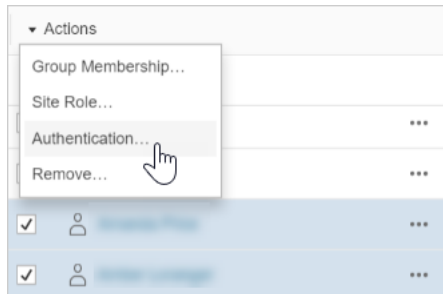 Actions
Group Membership...
Site Role...
Authentication...
Remove...